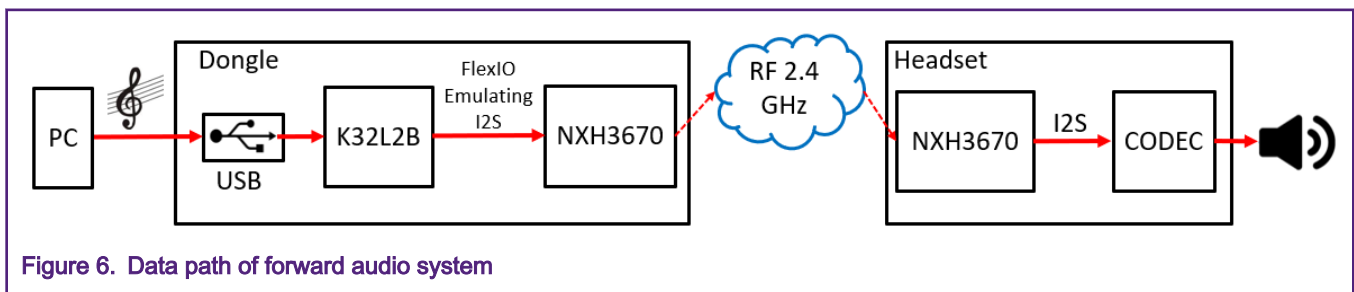 Dongle
FlexIO
Emulating
I2S
RF 2.4
GHz
Headset
PC
USB
K32L2B
NXH3670
NXH3670
I2S
CODEC
Figure 6. Data path of forward audio system